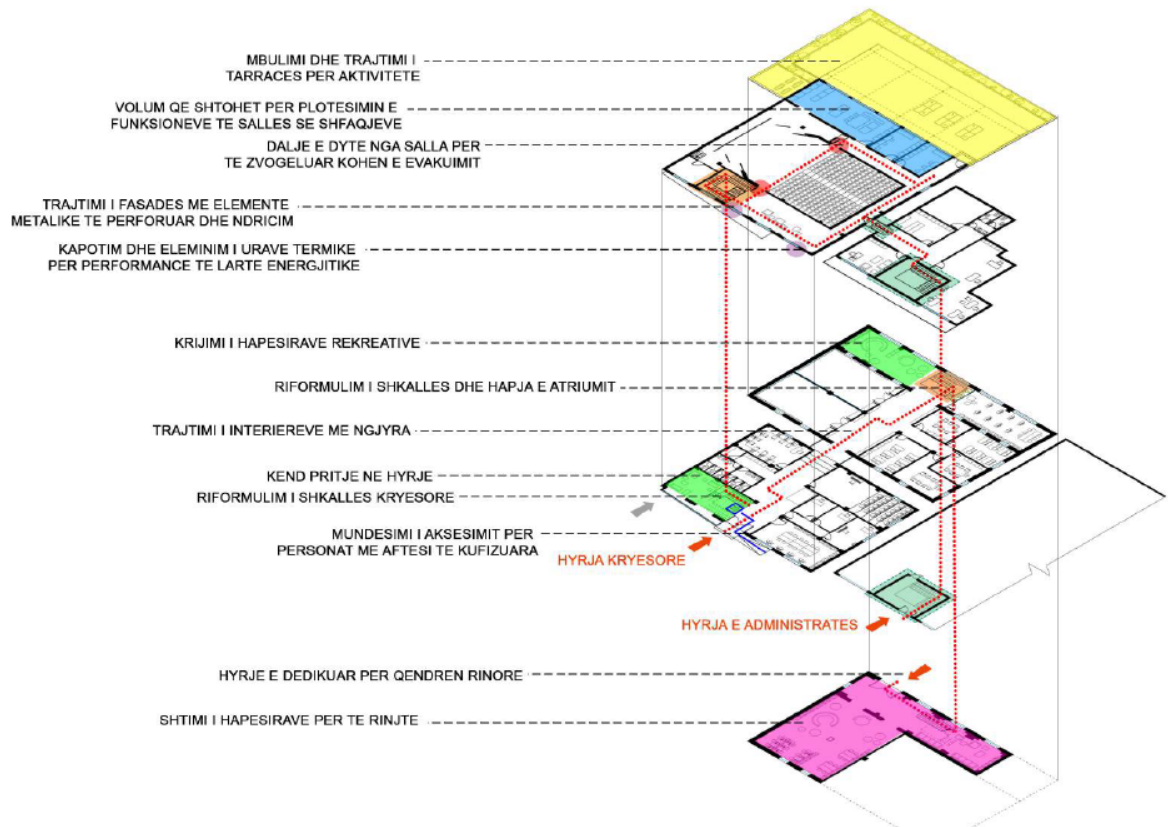 MBULIMI DHE TRAJTIMI I
TARRACES PER AKTIVITETE
VOLUM QE SHTOHET PER PLOTESIMIN E
FUNKSIONEVE TE SALLES SE SHFAQJEVE
DALJE E DYTE NGA SALLA PER
TE ZVOGELUAR KOHEN E EVAKUIMIT
TRAJTIMI I FASADES ME ELEMENTE
METALIKE TE PERFORUAR DHE NDRICIM
KAPOTIM DHE ELEMINIM I URAVE TERMIKE
PER PERFORMANCE TE LARTE ENERGJITIKE
KRIJIMI I HAPESIRAVE REKREATIVE
RIFORMULIM I SHKALLES DHE HAPJA E ATRIUMIT
TRAJTIMI I INTERIEREVE ME NGJYRA
KEND PRITJE NE HYRJE
RIFORMULIM I SHKALLES KRYESORE
MUNDESIMI I AKSESIMIT PER
PERSONAT ME AFTESI TE KUFIZUARA
HYRJA KRYESORE
HYRJA E ADMINISTRATES
HYRJE E DEDIKUAR PER QENDREN RINORE
SHTIMI I HAPESIRAVE PER TE RINJTE